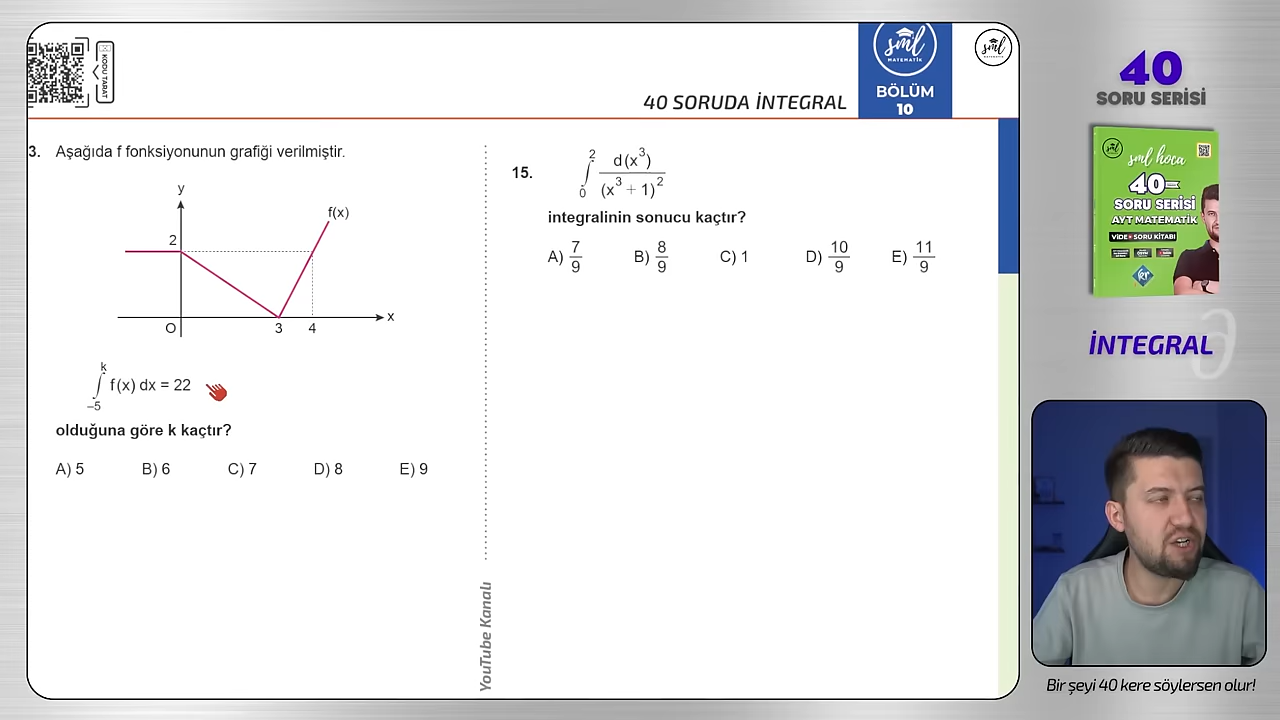 KODU TARAT
40 SORUDA İNTEGRAL
sml
MATEMATİK
BÖLÜM
10
sml
3. Aşağıda f fonksiyonunun grafiği verilmiştir.
y
f(x)
2
O
3
4
x
k
∫ f(x) dx = 22
–5
olduğuna göre k kaçtır?
A) 5 B) 6 C) 7 D) 8 E) 9
15. ∫₀² d(x³) / (x³ + 1)²
integralinin sonucu kaçtır?
A) 7/9 B) 8/9 C) 1 D) 10/9 E) 11/9
YouTube Kanalı
40
SORU SERİSİ
sml hoca
40
SORU SERİSİ
AYT MATEMATİK
VİDEO SORU KİTABI
İNTEGRAL
Bir şeyi 40 kere söylersen olur!